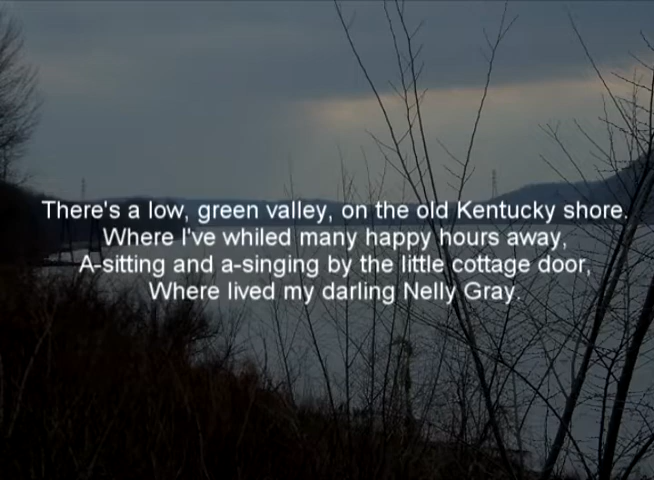 There's a low, green valley, on the old Kentucky shore.
Where I've whiled many happy hours away,
A-sitting and a-singing by the little cottage door,
Where lived my darling Nelly Gray.